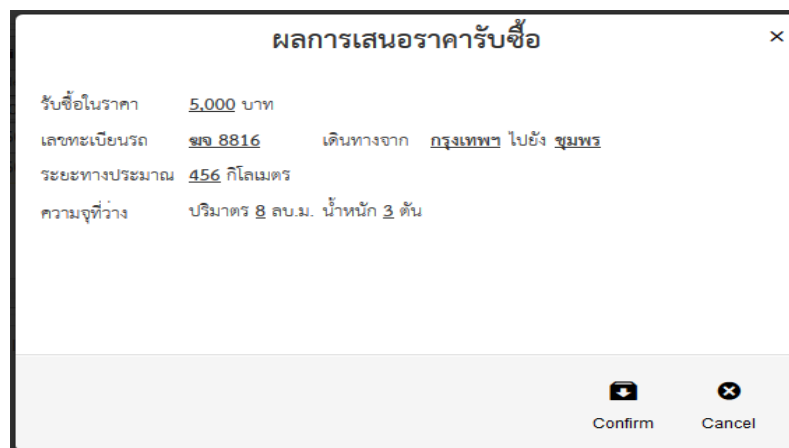 ผลการเสนอราคารับซื้อ ×
รับซื้อในราคา 5,000 บาท
เลขทะเบียนรถ ฆจ 8816 เดินทางจาก กรุงเทพฯ ไปยัง ชุมพร
ระยะทางประมาณ 456 กิโลเมตร
ความจุที่ว่าง ปริมาตร 8 ลบ.ม. น้ำหนัก 3 ตัน
Confirm Cancel